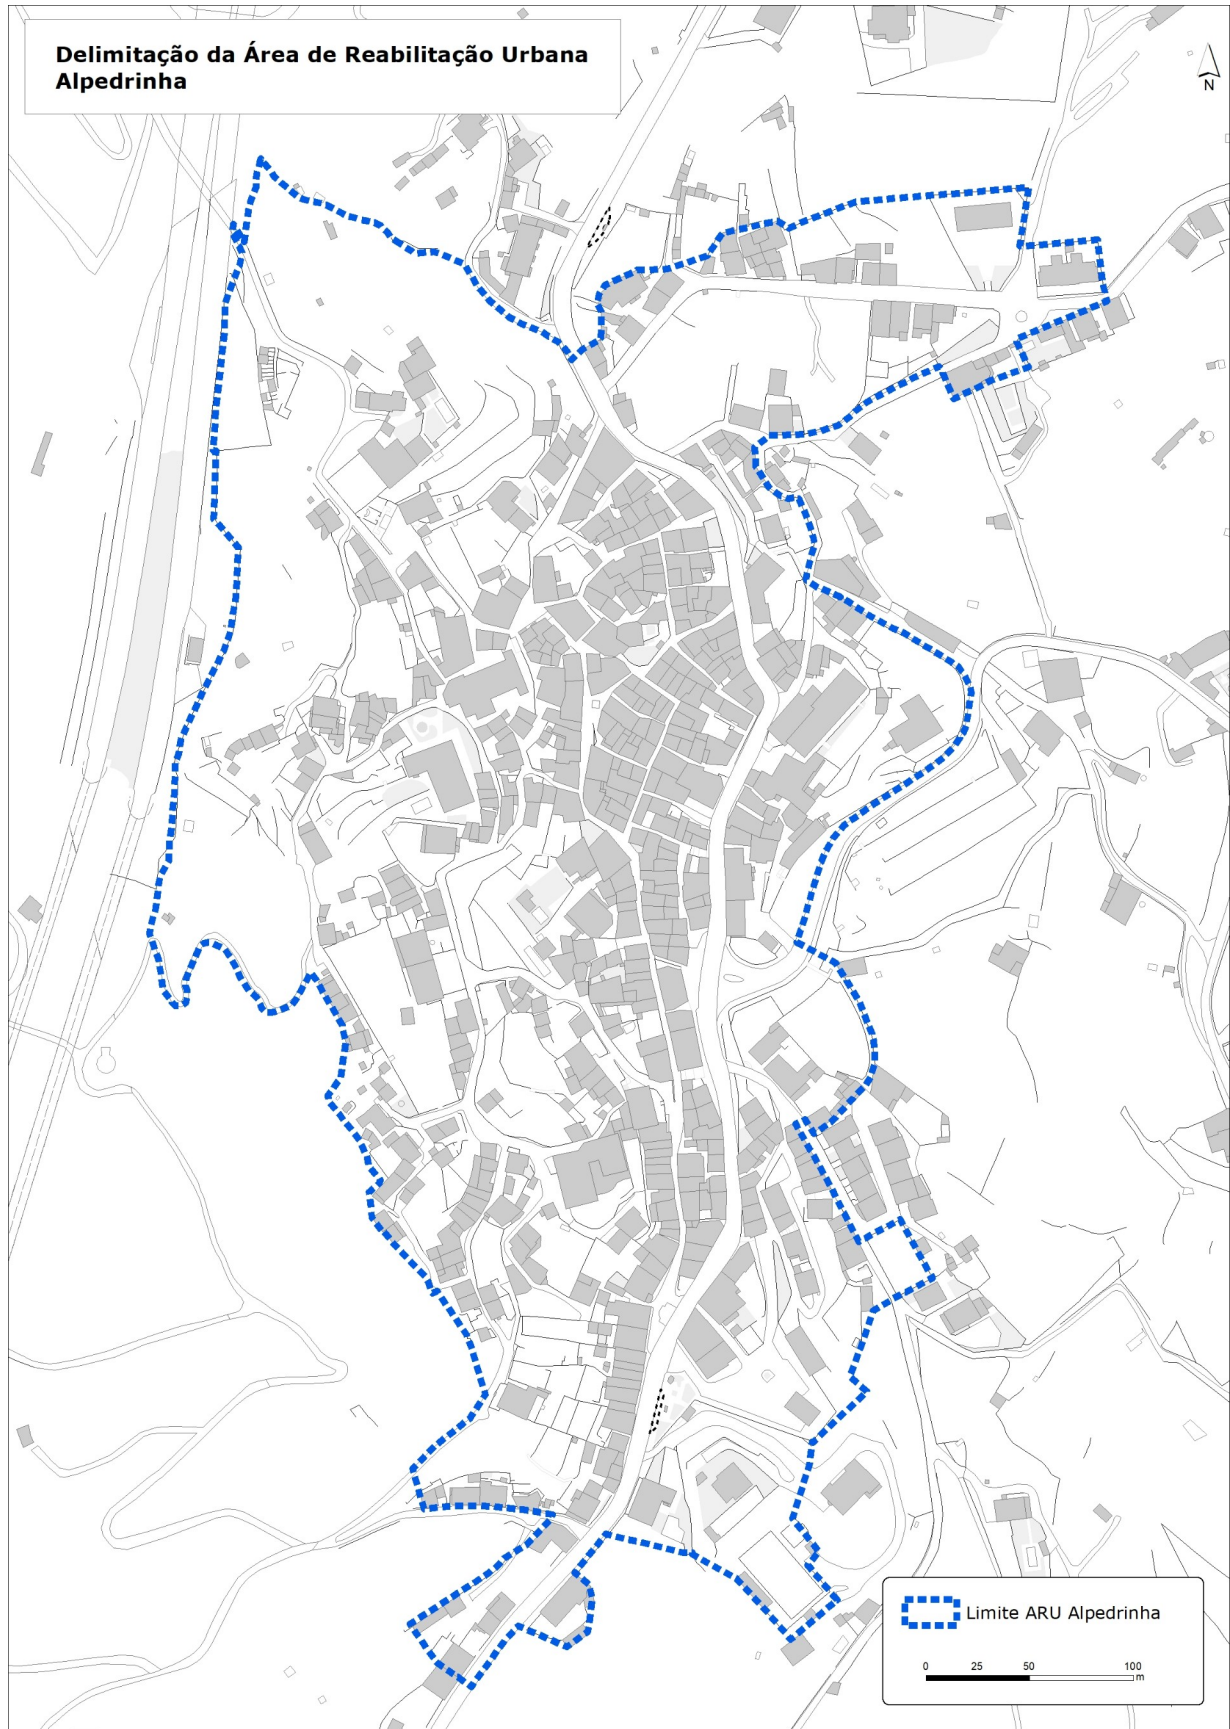 Delimitação da Área de Reabilitação Urbana
Alpedrinha
N
Limite ARU Alpedrinha
0 25 50 100
m